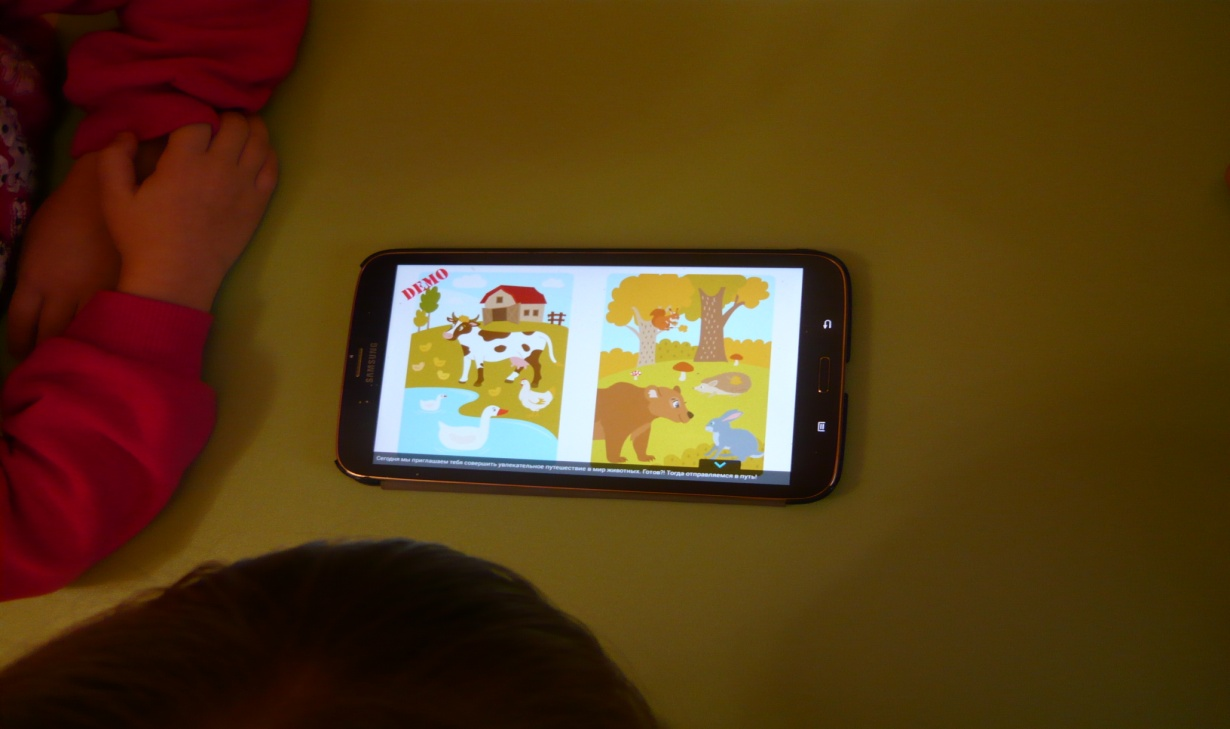 DEMO
SAMSUNG
Сегодня мы приглашаем тебя совершить увлекательное путешествие в мир животных. Готов?! Тогда отправляемся в путь!